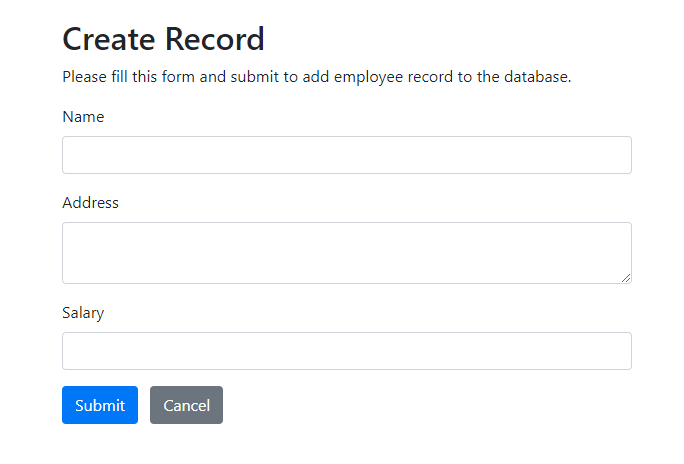 Create Record
Please fill this form and submit to add employee record to the database.
Name
Address
Salary
Submit Cancel